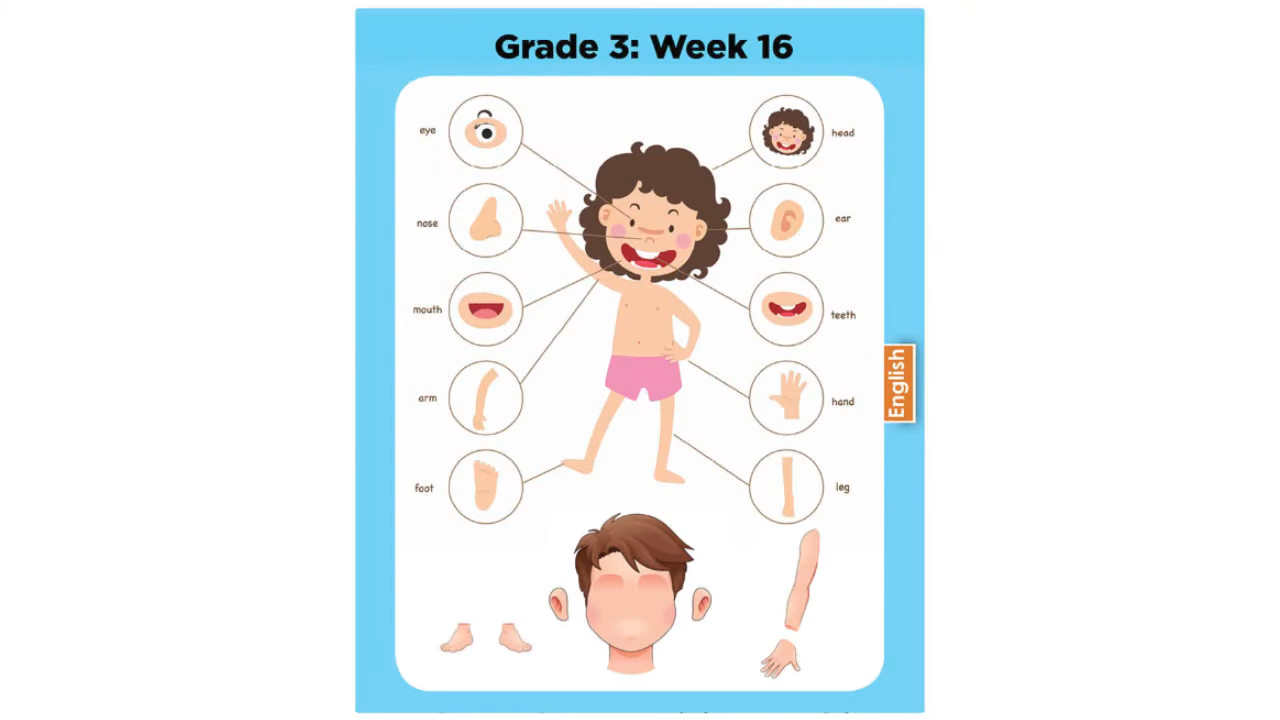 Grade 3: Week 16
eye
head
nose
ear
mouth
teeth
arm
hand
foot
leg
English